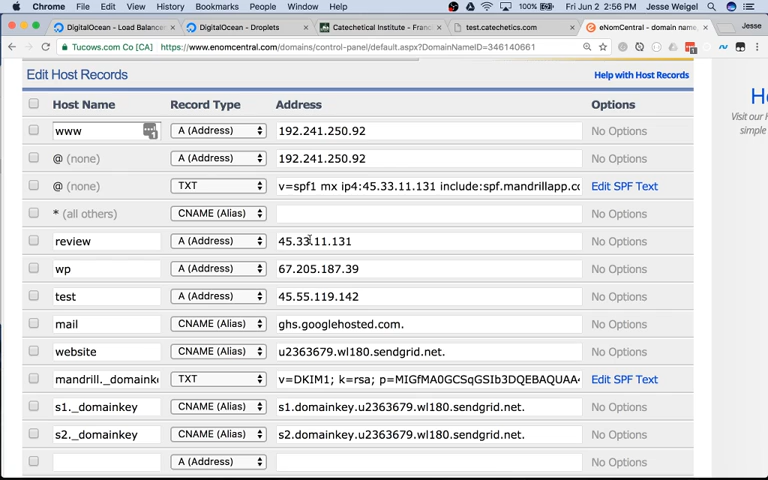 Chrome File Edit View History Bookmarks People Window Help 100% Fri Jun 2 2:56 PM Jesse Weigel
DigitalOcean - Load Balance DigitalOcean - Droplets Catechetical Institute - Franc test.catechetics.com eNomCentral - domain name, Jesse
Tucows.com Co [CA] https://www.enomcentral.com/domains/control-panel/default.aspx?DomainNameID=346140661
Edit Host Records Help with Host Records
Host Name Record Type Address Options
www A (Address) 192.241.250.92 No Options
@ (none) A (Address) 192.241.250.92 No Options
@ (none) TXT v=spf1 mx ip4:45.33.11.131 include:spf.mandrillapp.co Edit SPF Text
* (all others) CNAME (Alias) No Options
review A (Address) 45.33.11.131 No Options
wp A (Address) 67.205.187.39 No Options
test A (Address) 45.55.119.142 No Options
mail CNAME (Alias) ghs.googlehosted.com. No Options
website CNAME (Alias) u2363679.wl180.sendgrid.net. No Options
mandrill._domaink TXT v=DKIM1; k=rsa; p=MIGfMA0GCSqGSIb3DQEBAQUAA Edit SPF Text
s1._domainkey CNAME (Alias) s1.domainkey.u2363679.wl180.sendgrid.net. No Options
s2._domainkey CNAME (Alias) s2.domainkey.u2363679.wl180.sendgrid.net. No Options
A (Address) No Options
H
Visit our
simple